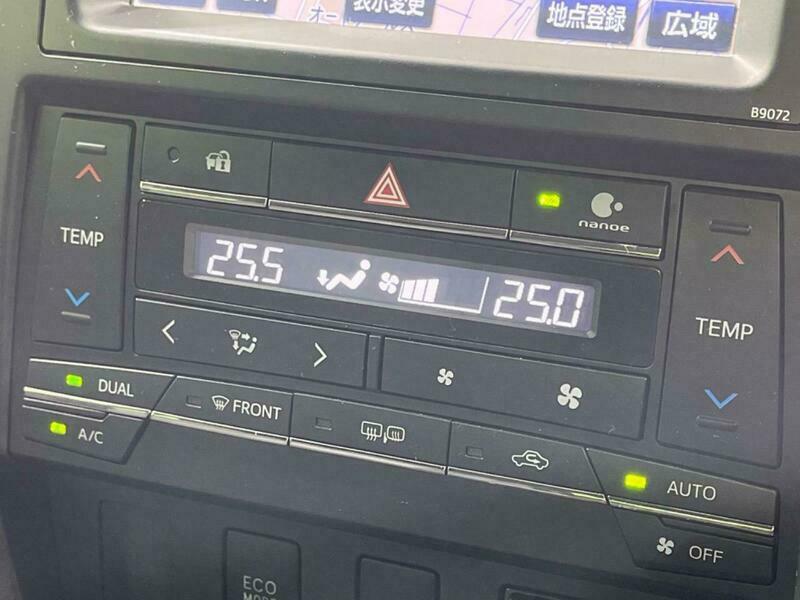 表示変更
地点登録
広域
B9072
nanoe
TEMP
25.5
25.0
TEMP
DUAL
FRONT
A/C
AUTO
OFF
ECO